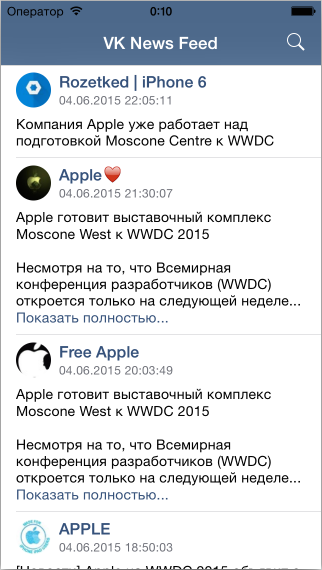 Оператор 0:10
VK News Feed
Rozetked | iPhone 6
04.06.2015 22:05:11
Компания Apple уже работает над
подготовкой Moscone Centre к WWDC
Apple❤️
04.06.2015 21:30:07
Apple готовит выставочный комплекс
Moscone West к WWDC 2015
Несмотря на то, что Всемирная
конференция разработчиков (WWDC)
откроется только на следующей неделе...
Показать полностью...
Free Apple
04.06.2015 20:03:49
Apple готовит выставочный комплекс
Moscone West к WWDC 2015
Несмотря на то, что Всемирная
конференция разработчиков (WWDC)
откроется только на следующей неделе...
Показать полностью...
APPLE
04.06.2015 18:50:03